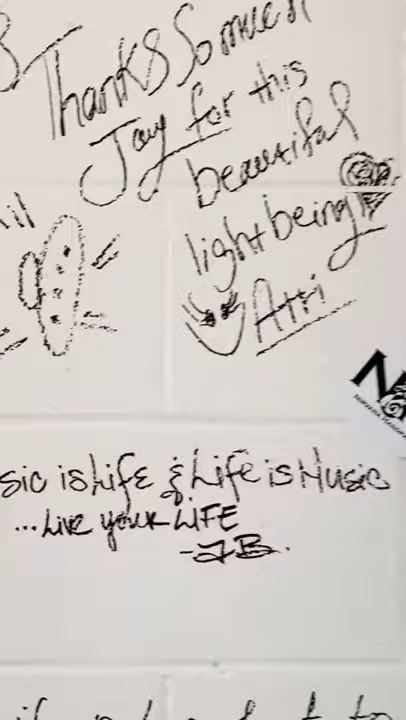 Thanks So much
Joy for this
beautiful
light being
Atri
sic is Life & Life is Music
...Live your LIFE
-JB.